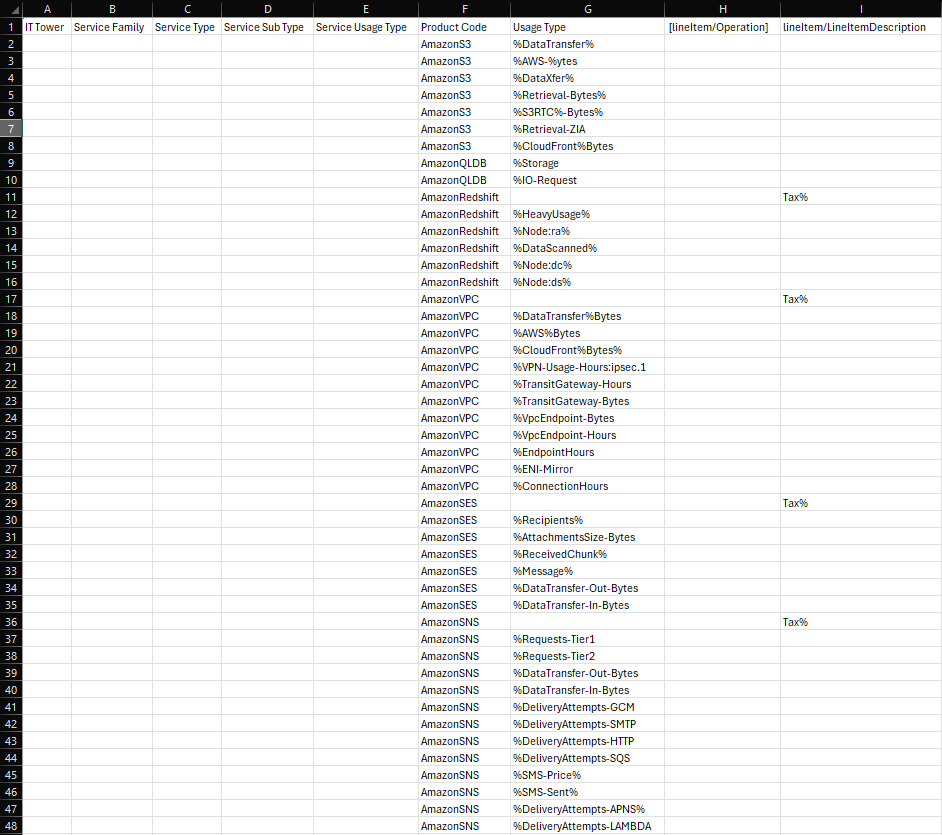 A B C D E F G H I
1 IT Tower Service Family Service Type Service Sub Type Service Usage Type Product Code Usage Type [lineItem/Operation] lineItem/LineItemDescription
2 AmazonS3 %DataTransfer%
3 AmazonS3 %AWS-%ytes
4 AmazonS3 %DataXfer%
5 AmazonS3 %Retrieval-Bytes%
6 AmazonS3 %S3RTC%-Bytes%
7 AmazonS3 %Retrieval-ZIA
8 AmazonS3 %CloudFront%Bytes
9 AmazonQLDB %Storage
10 AmazonQLDB %IO-Request
11 AmazonRedshift Tax%
12 AmazonRedshift %HeavyUsage%
13 AmazonRedshift %Node:ra%
14 AmazonRedshift %DataScanned%
15 AmazonRedshift %Node:dc%
16 AmazonRedshift %Node:ds%
17 AmazonVPC Tax%
18 AmazonVPC %DataTransfer%Bytes
19 AmazonVPC %AWS%Bytes
20 AmazonVPC %CloudFront%Bytes%
21 AmazonVPC %VPN-Usage-Hours:ipsec.1
22 AmazonVPC %TransitGateway-Hours
23 AmazonVPC %TransitGateway-Bytes
24 AmazonVPC %VpcEndpoint-Bytes
25 AmazonVPC %VpcEndpoint-Hours
26 AmazonVPC %EndpointHours
27 AmazonVPC %ENI-Mirror
28 AmazonVPC %ConnectionHours
29 AmazonSES Tax%
30 AmazonSES %Recipients%
31 AmazonSES %AttachmentsSize-Bytes
32 AmazonSES %ReceivedChunk%
33 AmazonSES %Message%
34 AmazonSES %DataTransfer-Out-Bytes
35 AmazonSES %DataTransfer-In-Bytes
36 AmazonSNS Tax%
37 AmazonSNS %Requests-Tier1
38 AmazonSNS %Requests-Tier2
39 AmazonSNS %DataTransfer-Out-Bytes
40 AmazonSNS %DataTransfer-In-Bytes
41 AmazonSNS %DeliveryAttempts-GCM
42 AmazonSNS %DeliveryAttempts-SMTP
43 AmazonSNS %DeliveryAttempts-HTTP
44 AmazonSNS %DeliveryAttempts-SQS
45 AmazonSNS %SMS-Price%
46 AmazonSNS %SMS-Sent%
47 AmazonSNS %DeliveryAttempts-APNS%
48 AmazonSNS %DeliveryAttempts-LAMBDA